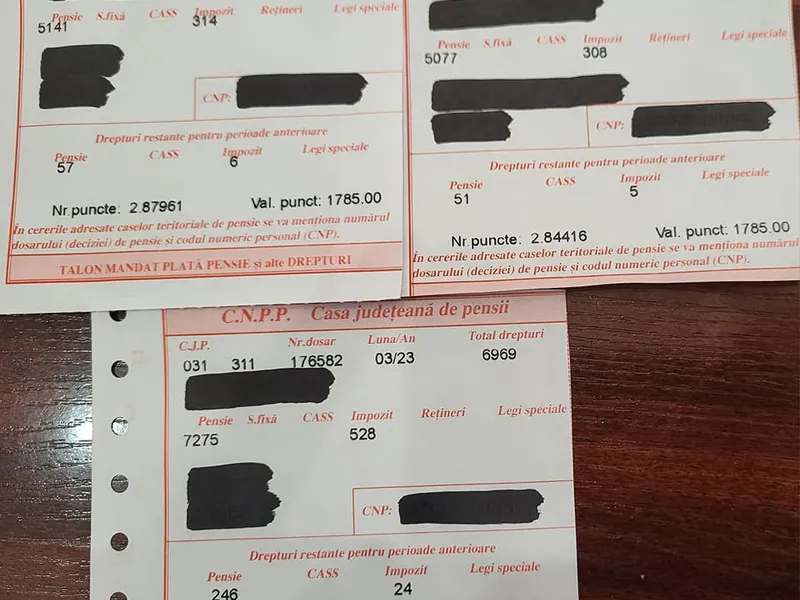 Pensie S.fixă CASS Impozit Rețineri Legi speciale
5141 314
CNP:
Drepturi restante pentru perioade anterioare
Pensie CASS Impozit Legi speciale
57 6
Nr.puncte: 2.87961 Val. punct: 1785.00
În cererile adresate caselor teritoriale de pensie se va menționa numărul
dosarului (deciziei) de pensie și codul numeric personal (CNP).
TALON MANDAT PLATĂ PENSIE și alte DREPTURI
Pensie S.fixă CASS Impozit Rețineri Legi speciale
5077 308
CNP:
Drepturi restante pentru perioade anterioare
Pensie CASS Impozit Legi speciale
51 5
Nr.puncte: 2.84416 Val. punct: 1785.00
În cererile adresate caselor teritoriale de pensie se va menționa numărul
dosarului (deciziei) de pensie și codul numeric personal (CNP).
C.N.P.P. Casa județeană de pensii
C.J.P. Nr.dosar Luna/An Total drepturi
031 311 176582 03/23 6969
Pensie S.fixă CASS Impozit Rețineri Legi speciale
7275 528
CNP:
Drepturi restante pentru perioade anterioare
Pensie CASS Impozit Legi speciale
246 24